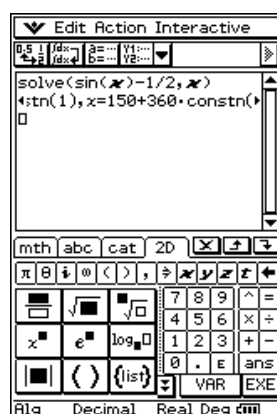 Edit Action Interactive
solve(sin(x)-1/2,x)
◂stn(1),x=150+360·constn(▸
mth abc cat 2D
π θ i ∞ ( ) , ⇒ x y z t ←
7 8 9 ^ =
4 5 6 × ÷
x■ e■ log■□ 1 2 3 + -
|■| (■) {list} 0 . E ans
VAR EXE
Alg Decimal Real Deg